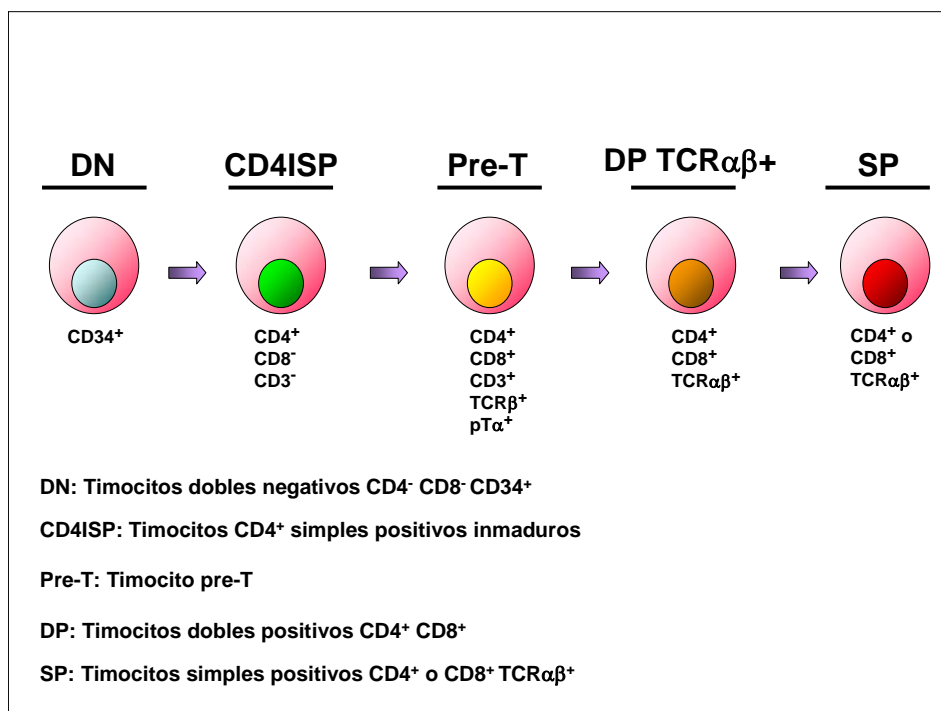 DN CD4ISP Pre-T DP TCRαβ+ SP
CD34⁺ CD4⁺ CD4⁺ CD4⁺ CD4⁺ o
CD8⁻ CD8⁺ CD8⁺ CD8⁺
CD3⁻ CD3⁺ TCRαβ⁺ TCRαβ⁺
TCRβ⁺
pTα⁺
DN: Timocitos dobles negativos CD4⁻ CD8⁻ CD34⁺
CD4ISP: Timocitos CD4⁺ simples positivos inmaduros
Pre-T: Timocito pre-T
DP: Timocitos dobles positivos CD4⁺ CD8⁺
SP: Timocitos simples positivos CD4⁺ o CD8⁺ TCRαβ⁺